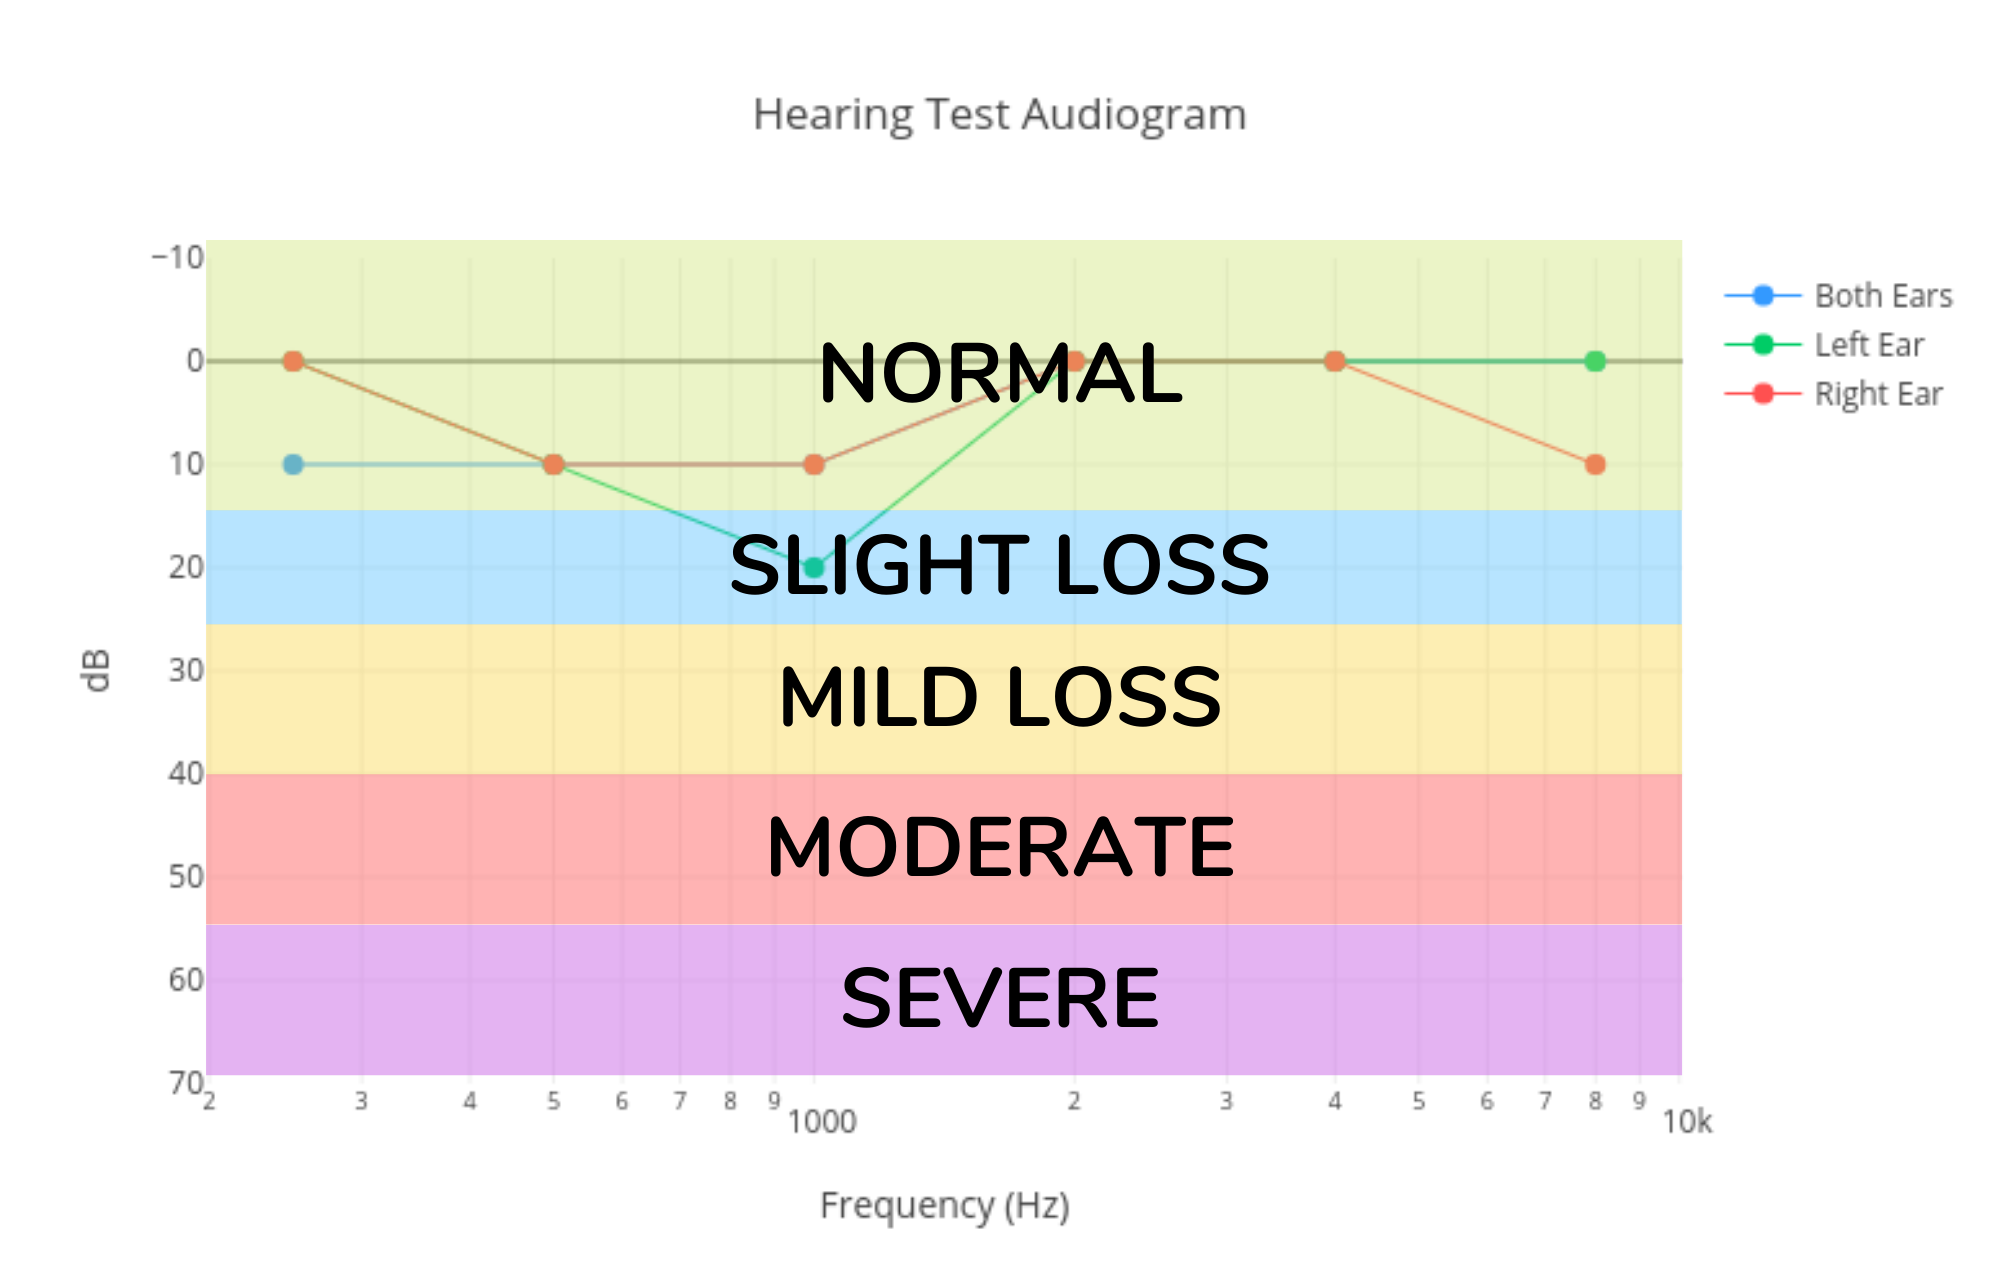 Hearing Test Audiogram
−10
0
10
20
30
40
50
60
70
dB
NORMAL
SLIGHT LOSS
MILD LOSS
MODERATE
SEVERE
2 3 4 5 6 7 8 9 1000 2 3 4 5 6 7 8 9 10k
Frequency (Hz)
Both Ears
Left Ear
Right Ear